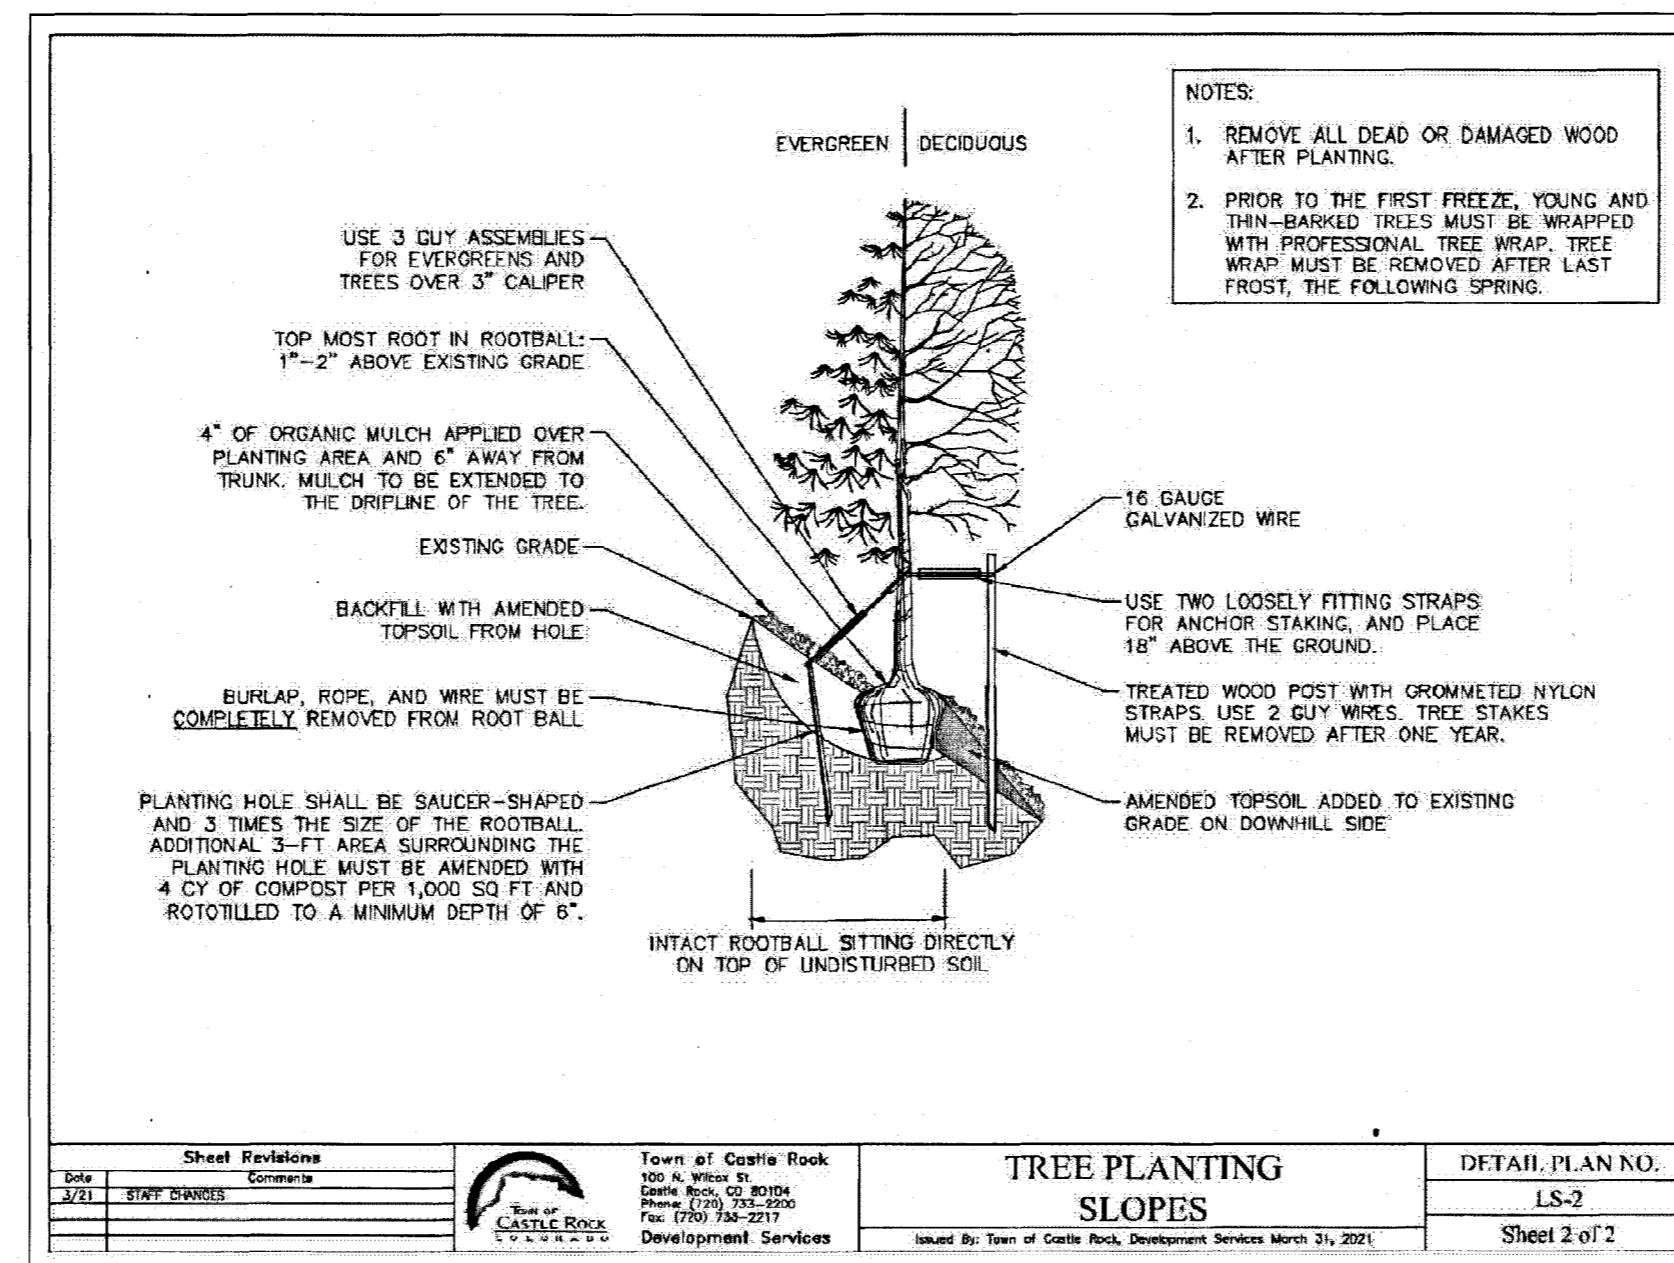 NOTES:
1. REMOVE ALL DEAD OR DAMAGED WOOD
AFTER PLANTING.
2. PRIOR TO THE FIRST FREEZE, YOUNG AND
THIN-BARKED TREES MUST BE WRAPPED
WITH PROFESSIONAL TREE WRAP. TREE
WRAP MUST BE REMOVED AFTER LAST
FROST, THE FOLLOWING SPRING.
EVERGREEN DECIDUOUS
USE 3 GUY ASSEMBLIES
FOR EVERGREENS AND
TREES OVER 3" CALIPER
TOP MOST ROOT IN ROOTBALL:
1"-2" ABOVE EXISTING GRADE
4" OF ORGANIC MULCH APPLIED OVER
PLANTING AREA AND 6" AWAY FROM
TRUNK. MULCH TO BE EXTENDED TO
THE DRIPLINE OF THE TREE.
EXISTING GRADE
BACKFILL WITH AMENDED
TOPSOIL FROM HOLE
BURLAP, ROPE, AND WIRE MUST BE
COMPLETELY REMOVED FROM ROOT BALL
PLANTING HOLE SHALL BE SAUCER-SHAPED
AND 3 TIMES THE SIZE OF THE ROOTBALL.
ADDITIONAL 3-FT AREA SURROUNDING THE
PLANTING HOLE MUST BE AMENDED WITH
4 CY OF COMPOST PER 1,000 SQ FT AND
ROTOTILLED TO A MINIMUM DEPTH OF 6".
16 GAUGE
GALVANIZED WIRE
USE TWO LOOSELY FITTING STRAPS
FOR ANCHOR STAKING, AND PLACE
18" ABOVE THE GROUND.
TREATED WOOD POST WITH GROMMETED NYLON
STRAPS. USE 2 GUY WIRES. TREE STAKES
MUST BE REMOVED AFTER ONE YEAR.
AMENDED TOPSOIL ADDED TO EXISTING
GRADE ON DOWNHILL SIDE
INTACT ROOTBALL SITTING DIRECTLY
ON TOP OF UNDISTURBED SOIL
Sheet Revisions
Date Comments
3/21 STAFF CHANGES
TOWN OF
CASTLE ROCK
COLORADO
Town of Castle Rock
100 N. Wilcox St.
Castle Rock, CO 80104
Phone: (720) 733-2200
Fax: (720) 733-2217
Development Services
TREE PLANTING
SLOPES
Issued By: Town of Castle Rock, Development Services March 31, 2021
DETAIL PLAN NO.
LS-2
Sheet 2 of 2